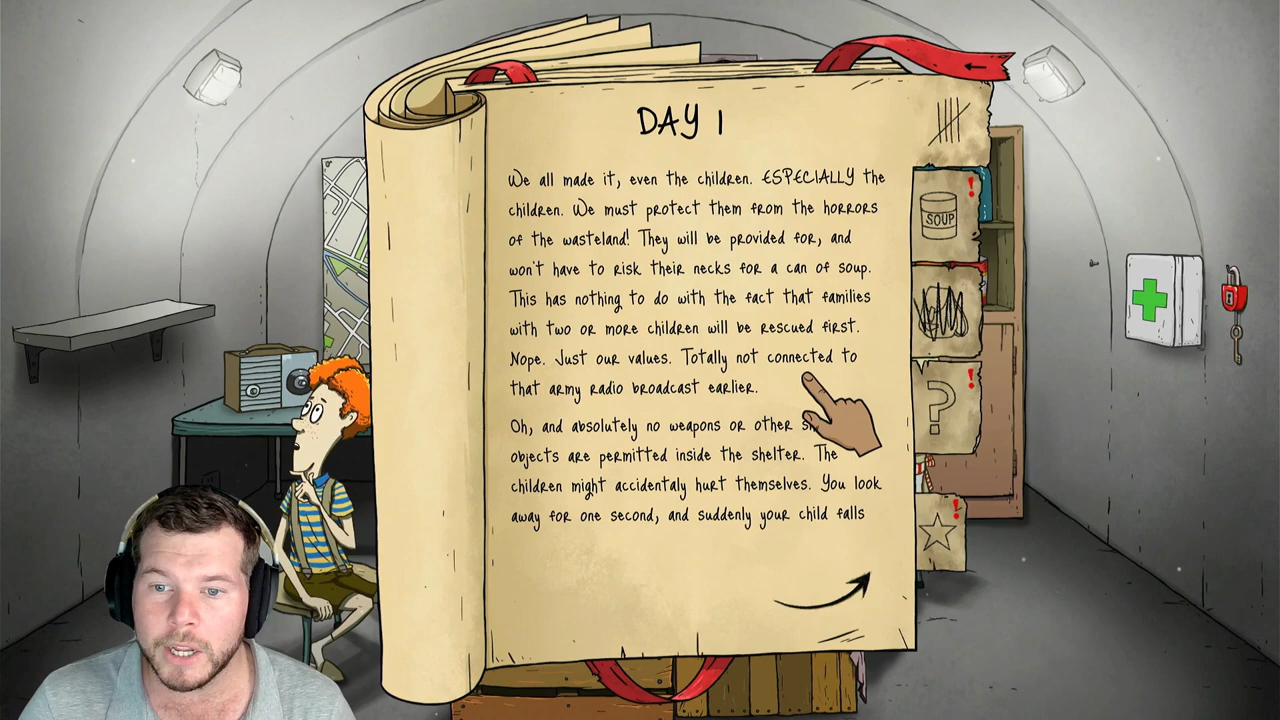 DAY 1
We all made it, even the children. ESPECIALLY the
children. We must protect them from the horrors
of the wasteland! They will be provided for, and
won't have to risk their necks for a can of soup.
This has nothing to do with the fact that families
with two or more children will be rescued first.
Nope. Just our values. Totally not connected to
that army radio broadcast earlier.
Oh, and absolutely no weapons or other
objects are permitted inside the shelter. The
children might accidentaly hurt themselves. You look
away for one second, and suddenly your child falls
!
SOUP
?
!
!